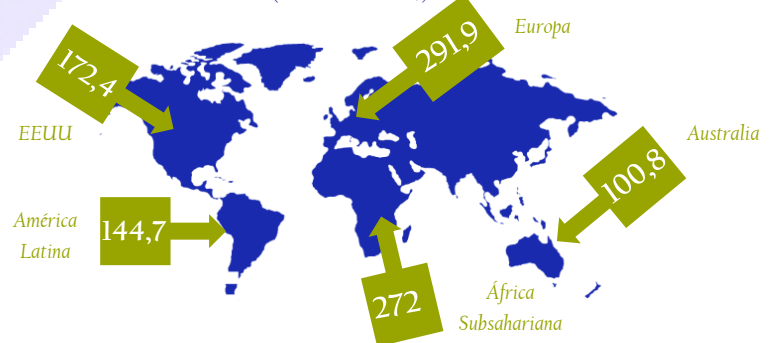 Europa
291,9
172,4
EEUU
Australia
100,8
América
Latina
144,7
272
África
Subsahariana